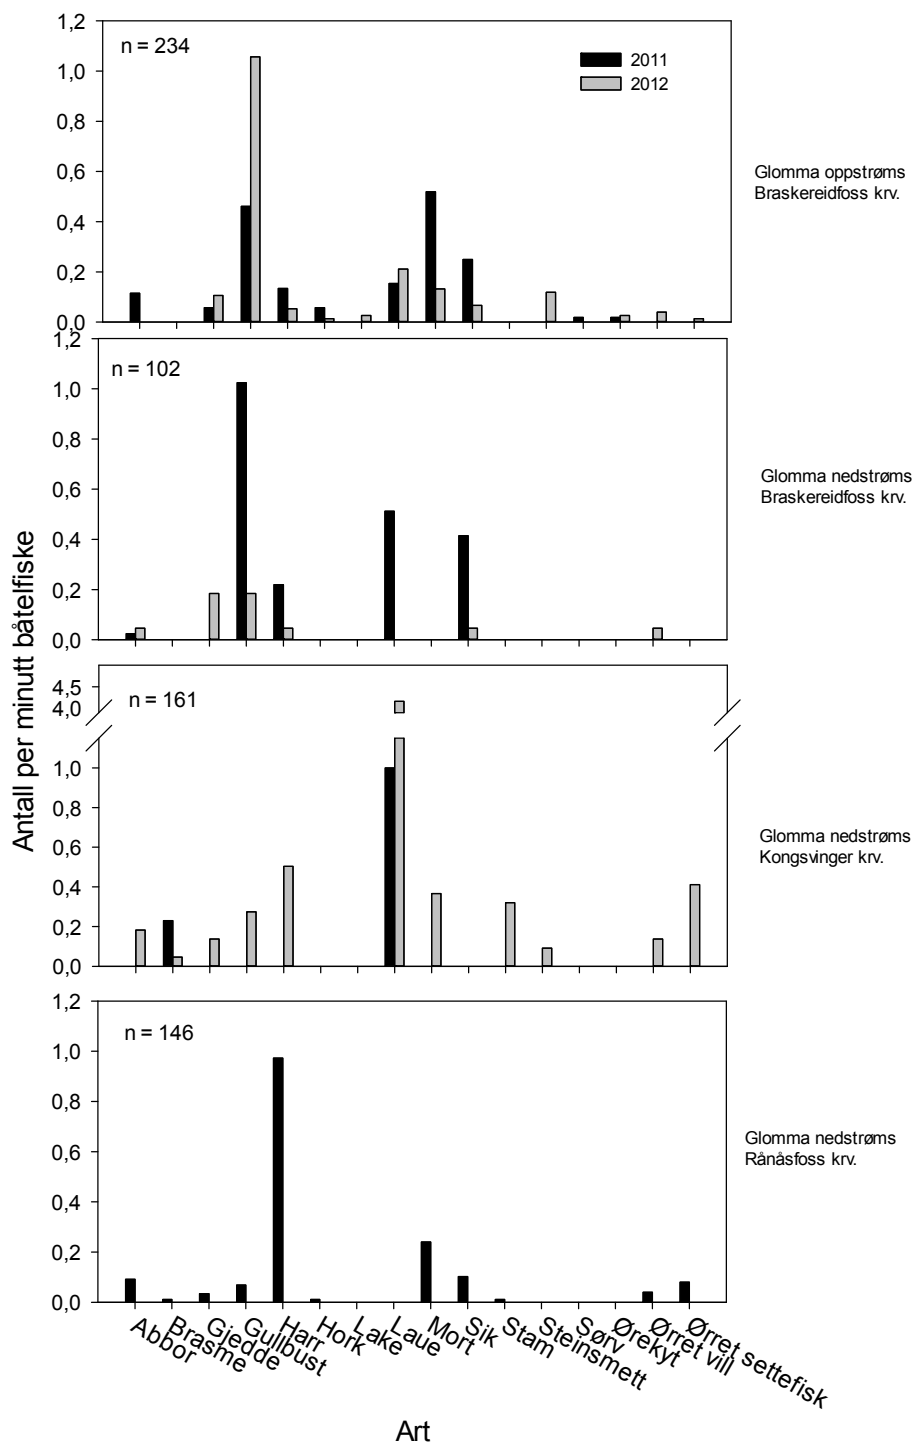 1,2
n = 234
2011
1,0
2012
0,8
0,6
Glomma oppstrøms
Braskereidfoss krv.
0,4
0,2
0,0
1,2
n = 102
1,0
0,8
Glomma nedstrøms
Braskereidfoss krv.
0,6
0,4
0,2
0,0
Antall per minutt båtelfiske
4,5
n = 161
4,0
1,0
0,8
Glomma nedstrøms
Kongsvinger krv.
0,6
0,4
0,2
0,0
1,2
n = 146
1,0
0,8
Glomma nedstrøms
Rånåsfoss krv.
0,6
0,4
0,2
0,0
Abbor
Brasme
Gjedde
Gullbust
Harr
Hork
Lake
Laue
Mort
Sik
Stam
Steinsmett
Sørv
Ørekyt
Ørret vill
Ørret settefisk
Art